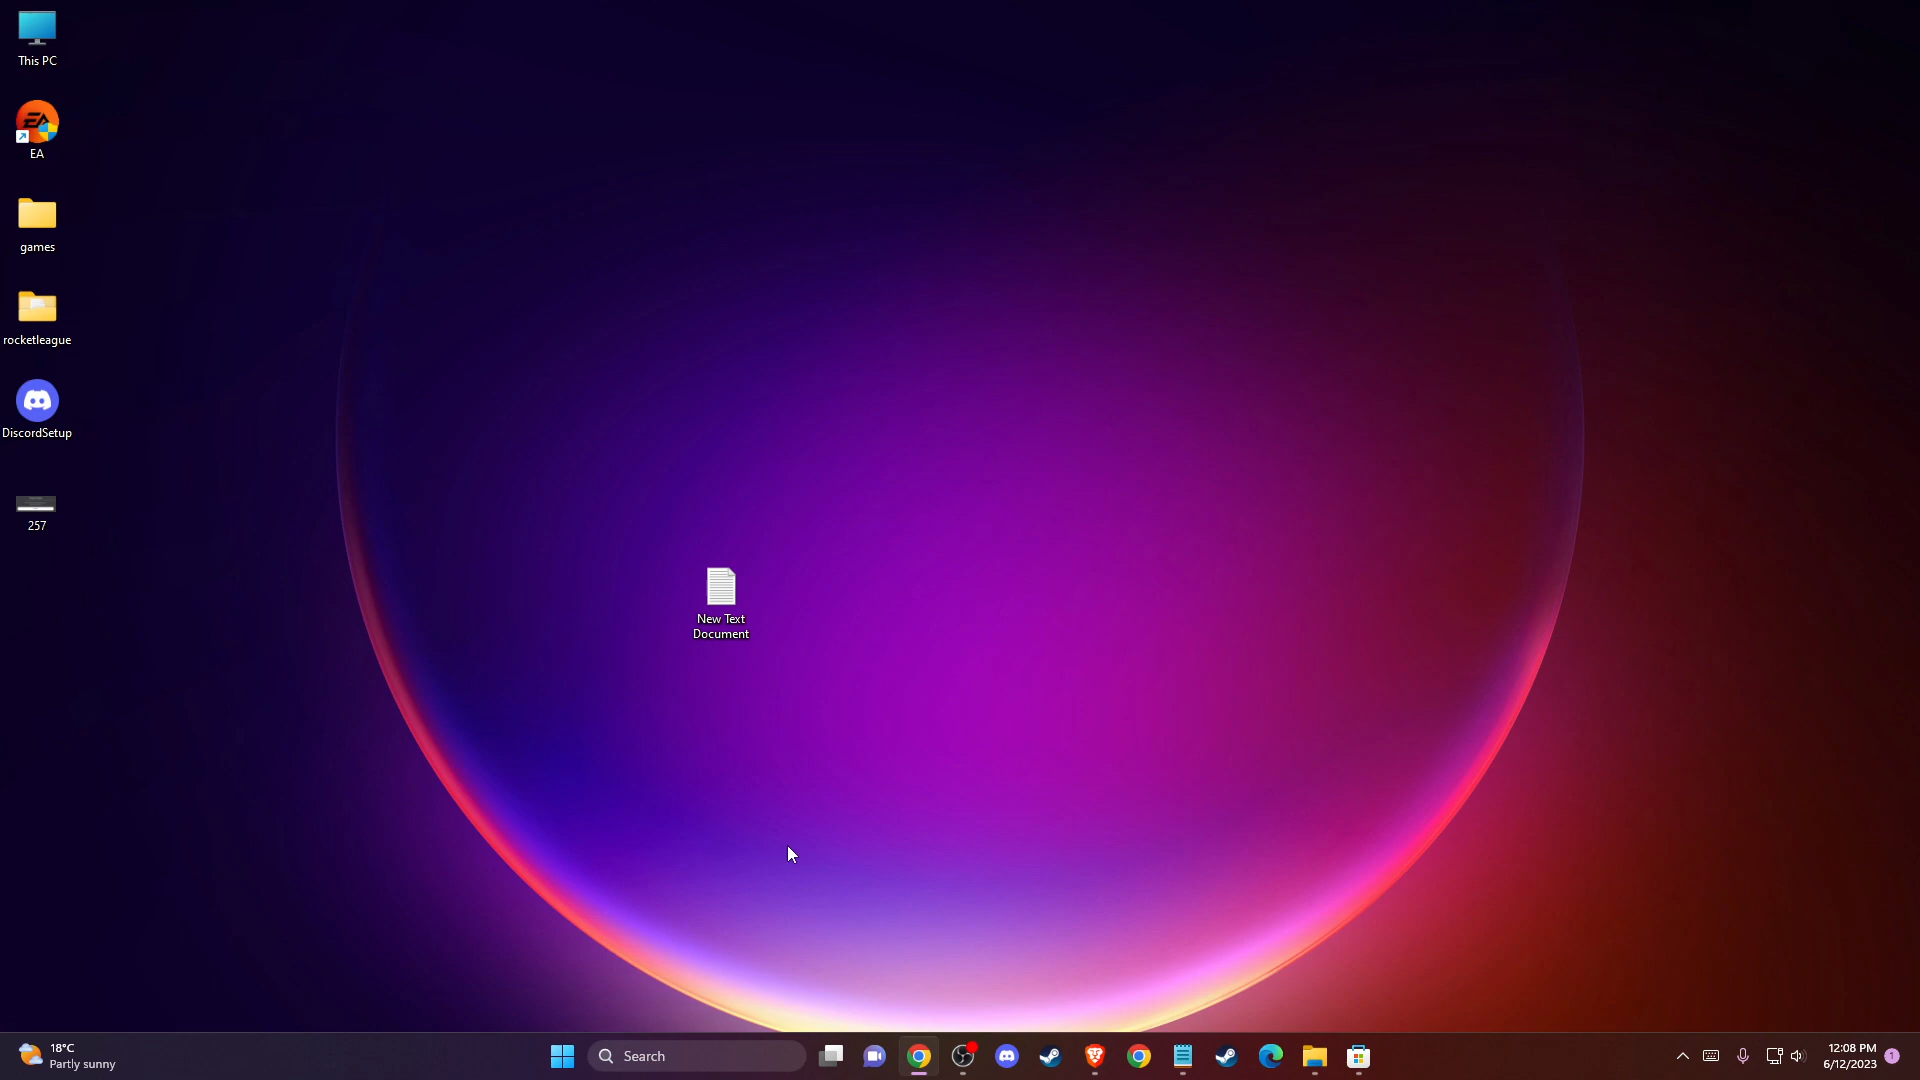 This PC
EA
games
rocketleague
DiscordSetup
257
New Text
Document
18°C
Partly sunny
Search
12:08 PM
6/12/2023
1